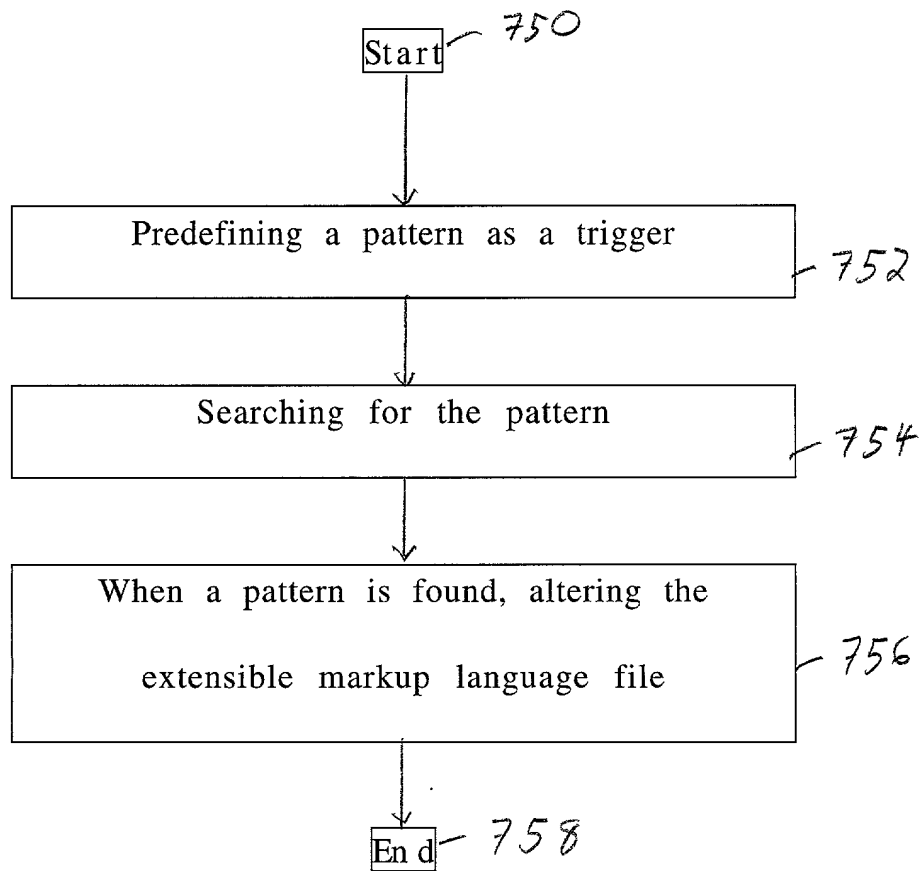 Start 750
Predefining a pattern as a trigger
752
Searching for the pattern
754
When a pattern is found, altering the
extensible markup language file
756
End 758